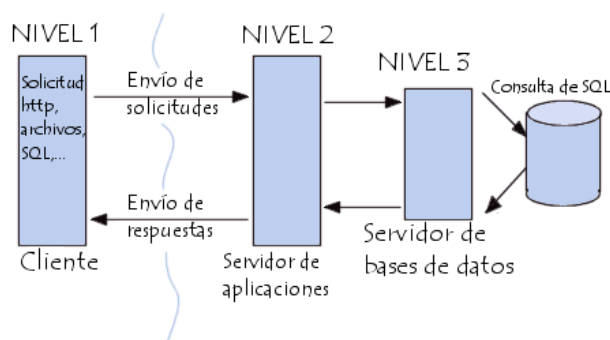 NIVEL 1
Solicitud
http,
archivos,
SQL,...
Cliente
Envío de
solicitudes
Envío de
respuestas
NIVEL 2
Servidor de
aplicaciones
NIVEL 3
Servidor de
bases de datos
Consulta de SQL